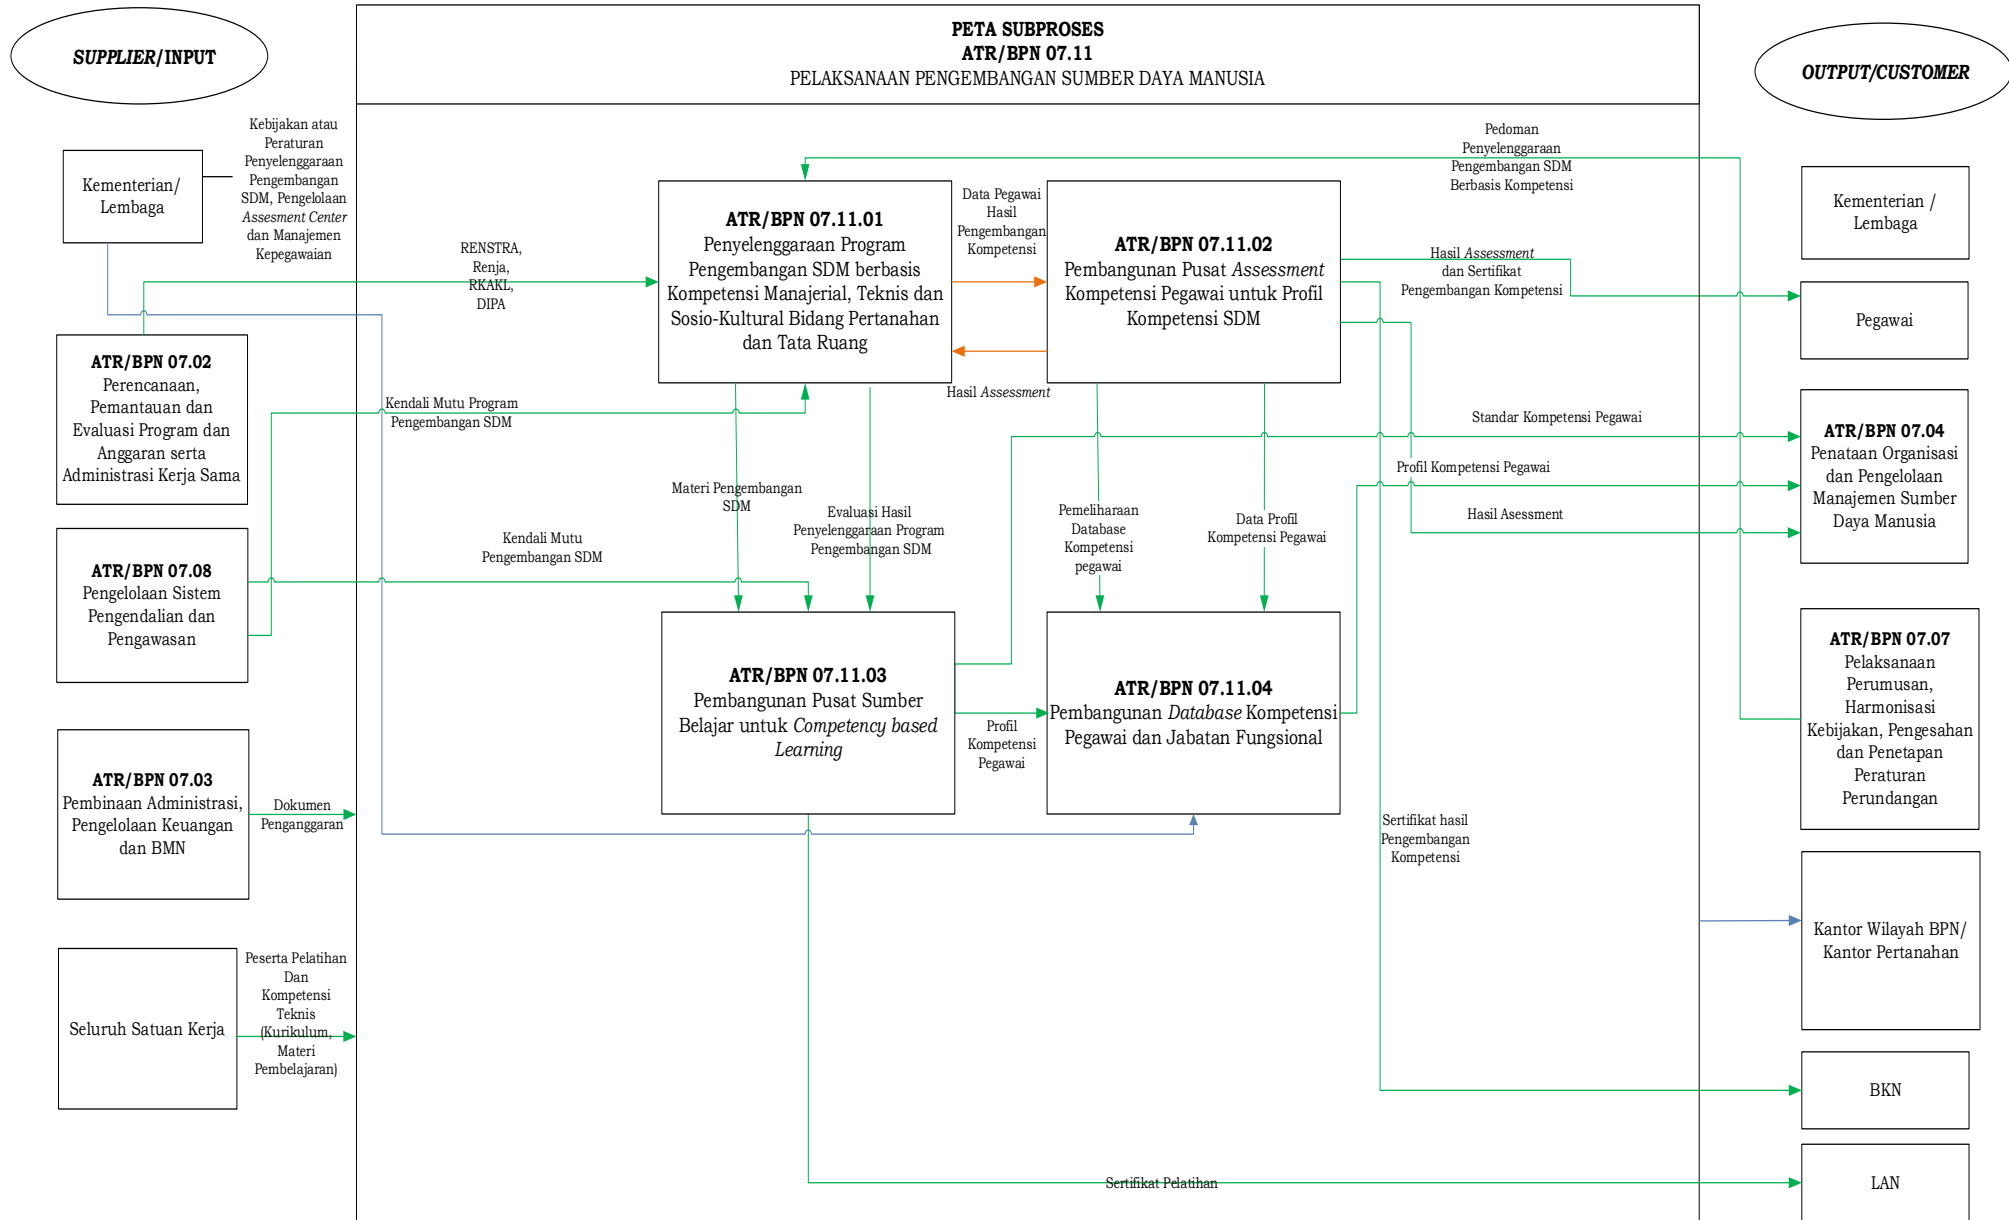 SUPPLIER/INPUT
PETA SUBPROSES
ATR/BPN 07.11
PELAKSANAAN PENGEMBANGAN SUMBER DAYA MANUSIA
OUTPUT/CUSTOMER
Kementerian/
Lembaga
Kebijakan atau
Peraturan
Penyelenggaraan
Pengembangan
SDM, Pengelolaan
Assesment Center
dan Manajemen
Kepegawaian
RENSTRA,
Renja,
RKAKL,
DIPA
ATR/BPN 07.02
Perencanaan,
Pemantauan dan
Evaluasi Program dan
Anggaran serta
Administrasi Kerja Sama
Kendali Mutu Program
Pengembangan SDM
ATR/BPN 07.08
Pengelolaan Sistem
Pengendalian dan
Pengawasan
Kendali Mutu
Pengembangan SDM
ATR/BPN 07.03
Pembinaan Administrasi,
Pengelolaan Keuangan
dan BMN
Dokumen
Penganggaran
Seluruh Satuan Kerja
Peserta Pelatihan
Dan
Kompetensi
Teknis
(Kurikulum,
Materi
Pembelajaran)
ATR/BPN 07.11.01
Penyelenggaraan Program
Pengembangan SDM berbasis
Kompetensi Manajerial, Teknis dan
Sosio-Kultural Bidang Pertanahan
dan Tata Ruang
Data Pegawai
Hasil
Pengembangan
Kompetensi
Hasil Assessment
ATR/BPN 07.11.02
Pembangunan Pusat Assessment
Kompetensi Pegawai untuk Profil
Kompetensi SDM
Materi Pengembangan
SDM
Evaluasi Hasil
Penyelenggaraan Program
Pengembangan SDM
Pemeliharaan
Database
Kompetensi
pegawai
Data Profil
Kompetensi Pegawai
ATR/BPN 07.11.03
Pembangunan Pusat Sumber
Belajar untuk Competency based
Learning
Profil
Kompetensi
Pegawai
ATR/BPN 07.11.04
Pembangunan Database Kompetensi
Pegawai dan Jabatan Fungsional
Pedoman
Penyelenggaraan
Pengembangan SDM
Berbasis Kompetensi
Hasil Assessment
dan Sertifikat
Pengembangan Kompetensi
Standar Kompetensi Pegawai
Profil Kompetensi Pegawai
Hasil Asessment
Sertifikat hasil
Pengembangan
Kompetensi
Sertifikat Pelatihan
Kementerian /
Lembaga
Pegawai
ATR/BPN 07.04
Penataan Organisasi
dan Pengelolaan
Manajemen Sumber
Daya Manusia
ATR/BPN 07.07
Pelaksanaan
Perumusan,
Harmonisasi
Kebijakan, Pengesahan
dan Penetapan
Peraturan
Perundangan
Kantor Wilayah BPN/
Kantor Pertanahan
BKN
LAN